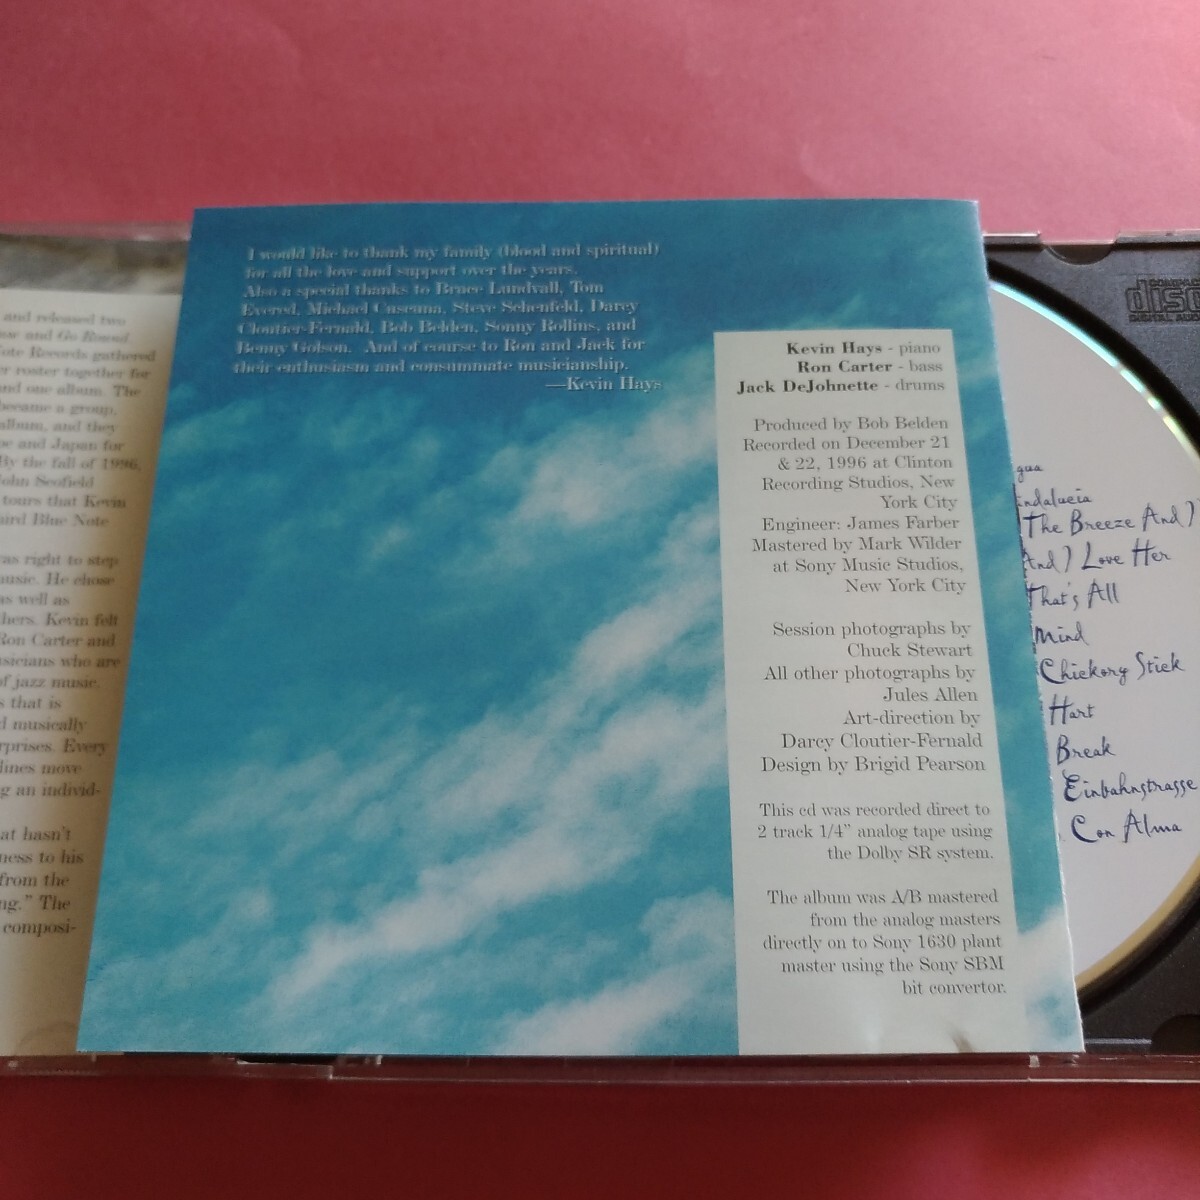 and released two
and Go Round
Note Records gathered
roster together for
and one album. The
became a group,
album, and they
and Japan for
By the fall of 1996,
John Scofield
tours that Kevin
third Blue Note
was right to step
music. He chose
as well as
others. Kevin felt
Ron Carter and
musicians who are
of jazz music.
that is
musically
surprises. Every
lines move
an individ-
that hasn't
to his
from the
The
composi-
I would like to thank my family (blood and spiritual)
for all the love and support over the years.
Also a special thanks to Bruce Lundvall, Tom
Evered, Michael Cuscuna, Steve Schenfeld, Darcy
Cloutier-Fernald, Bob Belden, Sonny Rollins, and
Benny Golson. And of course to Ron and Jack for
their enthusiasm and consummate musicianship.
—Kevin Hays
Kevin Hays - piano
Ron Carter - bass
Jack DeJohnette - drums
Produced by Bob Belden
Recorded on December 21
& 22, 1996 at Clinton
Recording Studios, New
York City
Engineer: James Farber
Mastered by Mark Wilder
at Sony Music Studios,
New York City
Session photographs by
Chuck Stewart
All other photographs by
Jules Allen
Art-direction by
Darcy Cloutier-Fernald
Design by Brigid Pearson
This cd was recorded direct to
2 track 1/4" analog tape using
the Dolby SR system.
The album was A/B mastered
from the analog masters
directly on to Sony 1630 plant
master using the Sony SBM
bit convertor.
COMPACT
disc
DIGITAL AUDIO
Andalucia
(The Breeze And I)
(And I Love Her
That's All
Mind
Chickory Stick
Hart
Break
Einbahnstrasse
Con Alma